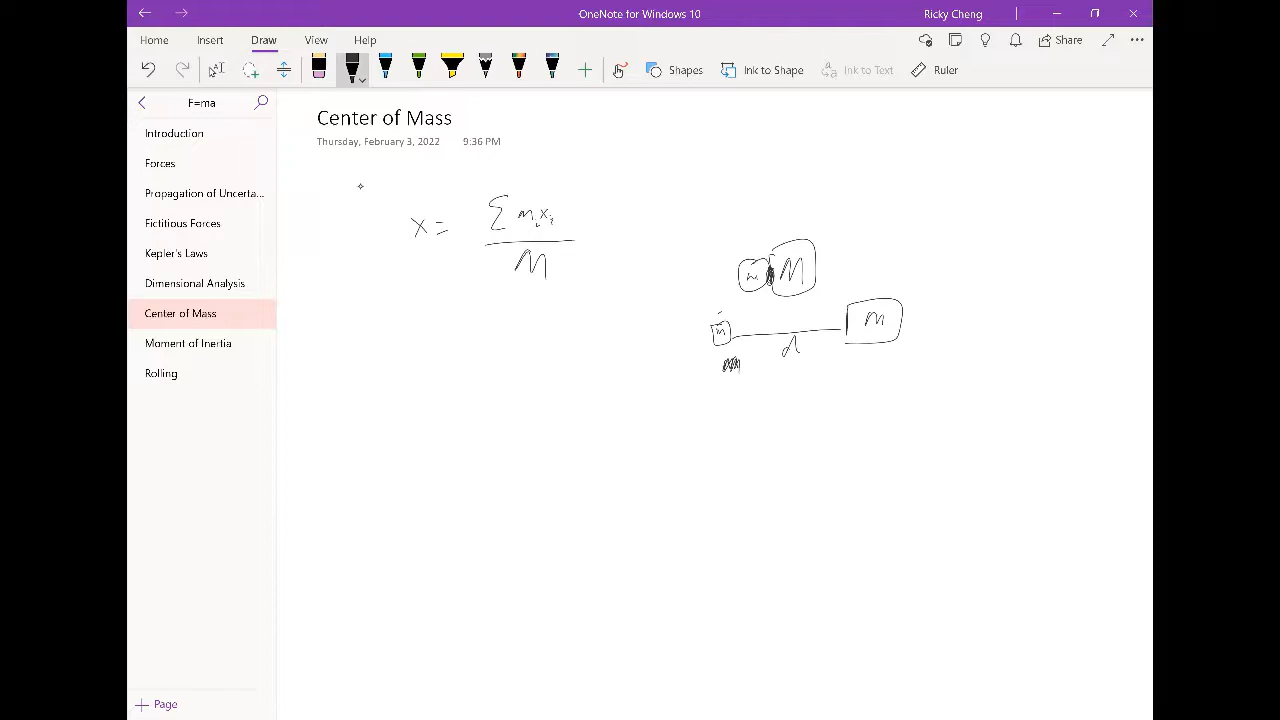 OneNote for Windows 10
Ricky Cheng
Home Insert Draw View Help
Share
Shapes Ink to Shape Ink to Text Ruler
F=ma
Introduction
Forces
Propagation of Uncerta...
Fictitious Forces
Kepler's Laws
Dimensional Analysis
Center of Mass
Moment of Inertia
Rolling
Page
Center of Mass
Thursday, February 3, 2022 9:36 PM
x = Σ mᵢxᵢ
M
m M
m d M